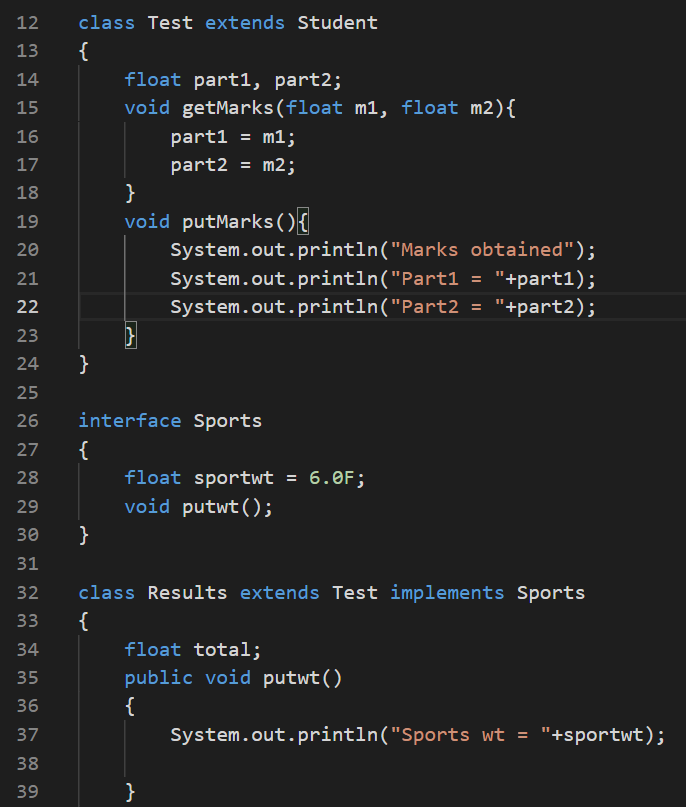 12 class Test extends Student
13 {
14     float part1, part2;
15     void getMarks(float m1, float m2){
16         part1 = m1;
17         part2 = m2;
18     }
19     void putMarks(){
20         System.out.println("Marks obtained");
21         System.out.println("Part1 = "+part1);
22         System.out.println("Part2 = "+part2);
23     }
24 }
25
26 interface Sports
27 {
28     float sportwt = 6.0F;
29     void putwt();
30 }
31
32 class Results extends Test implements Sports
33 {
34     float total;
35     public void putwt()
36     {
37         System.out.println("Sports wt = "+sportwt);
38
39     }